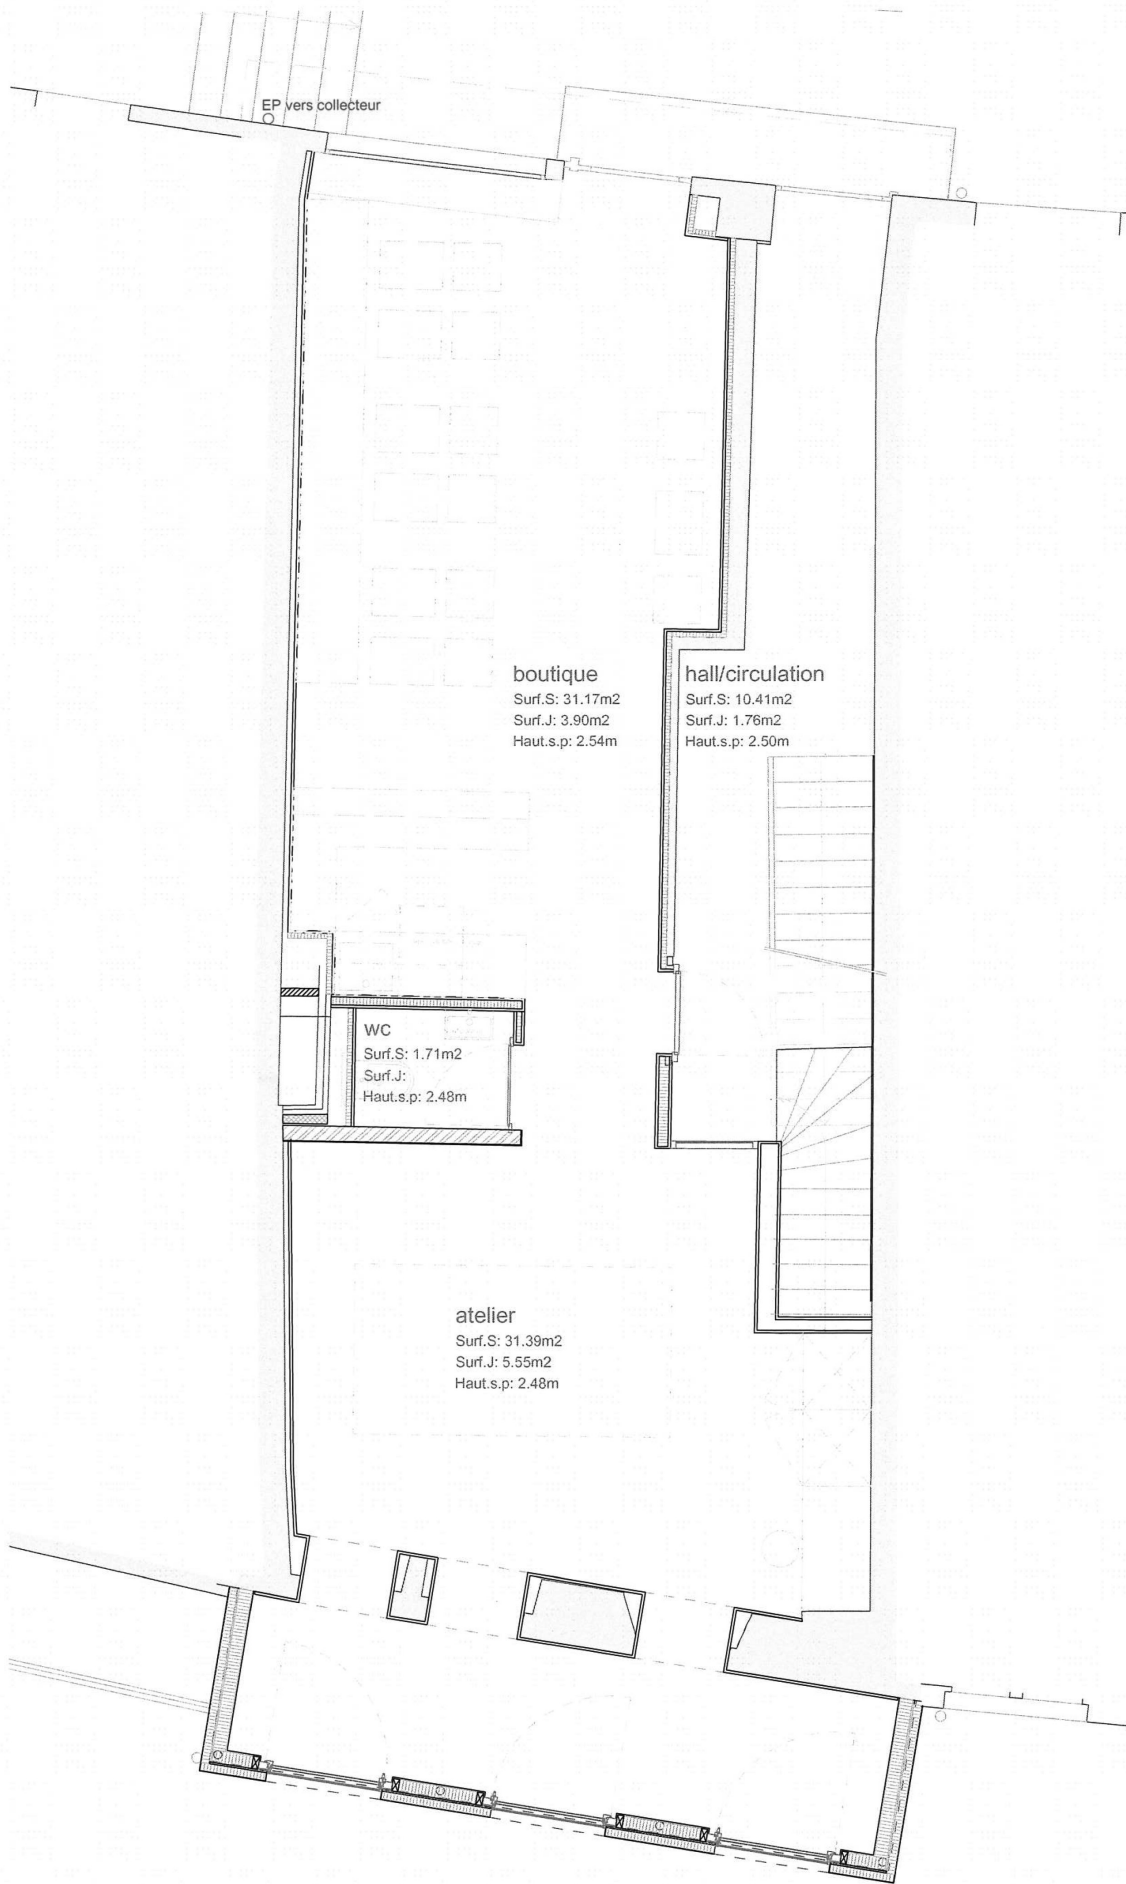 EP vers collecteur
boutique
Surf.S: 31.17m2
Surf.J: 3.90m2
Haut.s.p: 2.54m
hall/circulation
Surf.S: 10.41m2
Surf.J: 1.76m2
Haut.s.p: 2.50m
WC
Surf.S: 1.71m2
Surf.J:
Haut.s.p: 2.48m
atelier
Surf.S: 31.39m2
Surf.J: 5.55m2
Haut.s.p: 2.48m